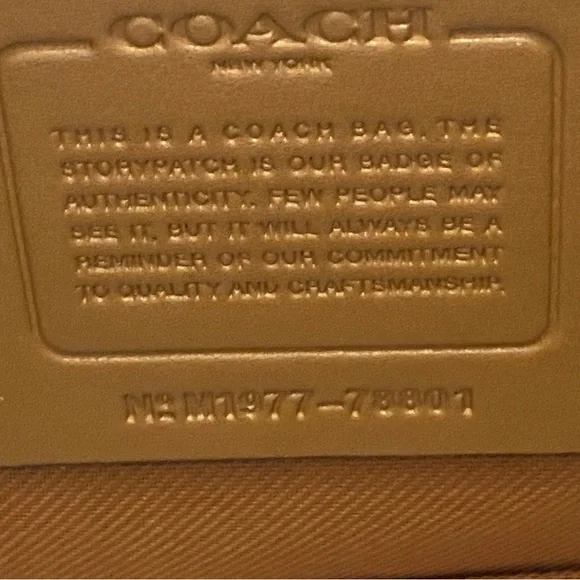 COACH
NEW YORK
THIS IS A COACH BAG. THE
STORYPATCH IS OUR BADGE OF
AUTHENTICITY. FEW PEOPLE MAY
SEE IT, BUT IT WILL ALWAYS BE A
REMINDER OF OUR COMMITMENT
TO QUALITY AND CRAFTSMANSHIP.
Nº M1977-78801